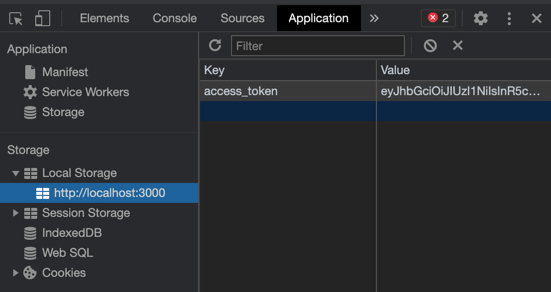 Elements Console Sources Application » 2
Application
Manifest
Service Workers
Storage
Storage
Local Storage
http://localhost:3000
Session Storage
IndexedDB
Web SQL
Cookies
Filter
Key Value
access_token eyJhbGciOiJIUzI1NiIsInR5c...